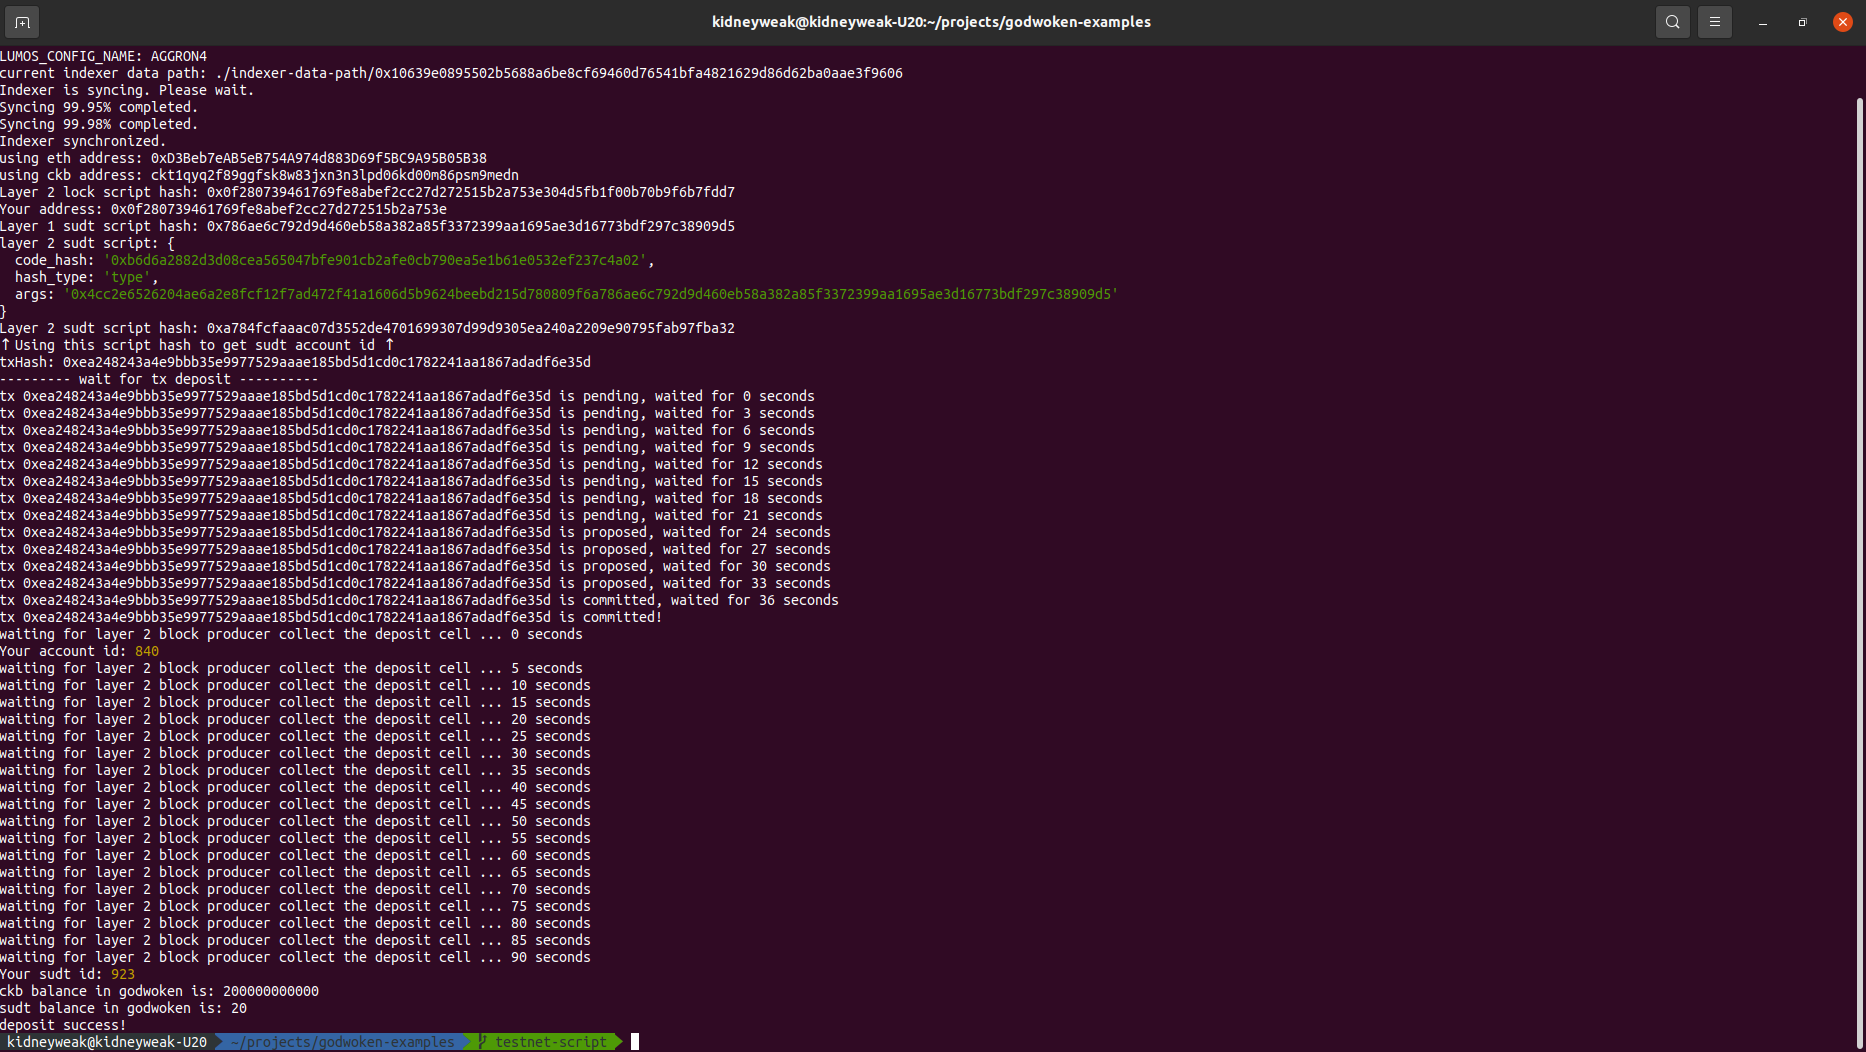 kidneyweak@kidneyweak-U20:~/projects/godwoken-examples
LUMOS_CONFIG_NAME: AGGRON4
current indexer data path: ./indexer-data-path/0x10639e0895502b5688a6be8cf69460d76541bfa4821629d86d62ba0aae3f9606
Indexer is syncing. Please wait.
Syncing 99.95% completed.
Syncing 99.98% completed.
Indexer synchronized.
using eth address: 0xD3Beb7eAB5eB754A974d883D69f5BC9A95B05B38
using ckb address: ckt1qyq2f89ggfsk8w83jxn3n3lpd06kd00m86psm9medn
Layer 2 lock script hash: 0x0f280739461769fe8abef2cc27d272515b2a753e304d5fb1f00b70b9f6b7fdd7
Your address: 0x0f280739461769fe8abef2cc27d272515b2a753e
Layer 1 sudt script hash: 0x786ae6c792d9d460eb58a382a85f3372399aa1695ae3d16773bdf297c38909d5
layer 2 sudt script: {
  code_hash: '0xb6d6a2882d3d08cea565047bfe901cb2afe0cb790ea5e1b61e0532ef237c4a02',
  hash_type: 'type',
  args: '0x4cc2e6526204ae6a2e8fcf12f7ad472f41a1606d5b9624beebd215d780809f6a786ae6c792d9d460eb58a382a85f3372399aa1695ae3d16773bdf297c38909d5'
}
Layer 2 sudt script hash: 0xa784fcfaaac07d3552de4701699307d99d9305ea240a2209e90795fab97fba32
↑Using this script hash to get sudt account id ↑
txHash: 0xea248243a4e9bbb35e9977529aaae185bd5d1cd0c1782241aa1867adadf6e35d
--------- wait for tx deposit ----------
tx 0xea248243a4e9bbb35e9977529aaae185bd5d1cd0c1782241aa1867adadf6e35d is pending, waited for 0 seconds
tx 0xea248243a4e9bbb35e9977529aaae185bd5d1cd0c1782241aa1867adadf6e35d is pending, waited for 3 seconds
tx 0xea248243a4e9bbb35e9977529aaae185bd5d1cd0c1782241aa1867adadf6e35d is pending, waited for 6 seconds
tx 0xea248243a4e9bbb35e9977529aaae185bd5d1cd0c1782241aa1867adadf6e35d is pending, waited for 9 seconds
tx 0xea248243a4e9bbb35e9977529aaae185bd5d1cd0c1782241aa1867adadf6e35d is pending, waited for 12 seconds
tx 0xea248243a4e9bbb35e9977529aaae185bd5d1cd0c1782241aa1867adadf6e35d is pending, waited for 15 seconds
tx 0xea248243a4e9bbb35e9977529aaae185bd5d1cd0c1782241aa1867adadf6e35d is pending, waited for 18 seconds
tx 0xea248243a4e9bbb35e9977529aaae185bd5d1cd0c1782241aa1867adadf6e35d is pending, waited for 21 seconds
tx 0xea248243a4e9bbb35e9977529aaae185bd5d1cd0c1782241aa1867adadf6e35d is proposed, waited for 24 seconds
tx 0xea248243a4e9bbb35e9977529aaae185bd5d1cd0c1782241aa1867adadf6e35d is proposed, waited for 27 seconds
tx 0xea248243a4e9bbb35e9977529aaae185bd5d1cd0c1782241aa1867adadf6e35d is proposed, waited for 30 seconds
tx 0xea248243a4e9bbb35e9977529aaae185bd5d1cd0c1782241aa1867adadf6e35d is proposed, waited for 33 seconds
tx 0xea248243a4e9bbb35e9977529aaae185bd5d1cd0c1782241aa1867adadf6e35d is committed, waited for 36 seconds
tx 0xea248243a4e9bbb35e9977529aaae185bd5d1cd0c1782241aa1867adadf6e35d is committed!
waiting for layer 2 block producer collect the deposit cell ... 0 seconds
Your account id: 840
waiting for layer 2 block producer collect the deposit cell ... 5 seconds
waiting for layer 2 block producer collect the deposit cell ... 10 seconds
waiting for layer 2 block producer collect the deposit cell ... 15 seconds
waiting for layer 2 block producer collect the deposit cell ... 20 seconds
waiting for layer 2 block producer collect the deposit cell ... 25 seconds
waiting for layer 2 block producer collect the deposit cell ... 30 seconds
waiting for layer 2 block producer collect the deposit cell ... 35 seconds
waiting for layer 2 block producer collect the deposit cell ... 40 seconds
waiting for layer 2 block producer collect the deposit cell ... 45 seconds
waiting for layer 2 block producer collect the deposit cell ... 50 seconds
waiting for layer 2 block producer collect the deposit cell ... 55 seconds
waiting for layer 2 block producer collect the deposit cell ... 60 seconds
waiting for layer 2 block producer collect the deposit cell ... 65 seconds
waiting for layer 2 block producer collect the deposit cell ... 70 seconds
waiting for layer 2 block producer collect the deposit cell ... 75 seconds
waiting for layer 2 block producer collect the deposit cell ... 80 seconds
waiting for layer 2 block producer collect the deposit cell ... 85 seconds
waiting for layer 2 block producer collect the deposit cell ... 90 seconds
Your sudt id: 923
ckb balance in godwoken is: 200000000000
sudt balance in godwoken is: 20
deposit success!
kidneyweak@kidneyweak-U20 ~/projects/godwoken-examples testnet-script